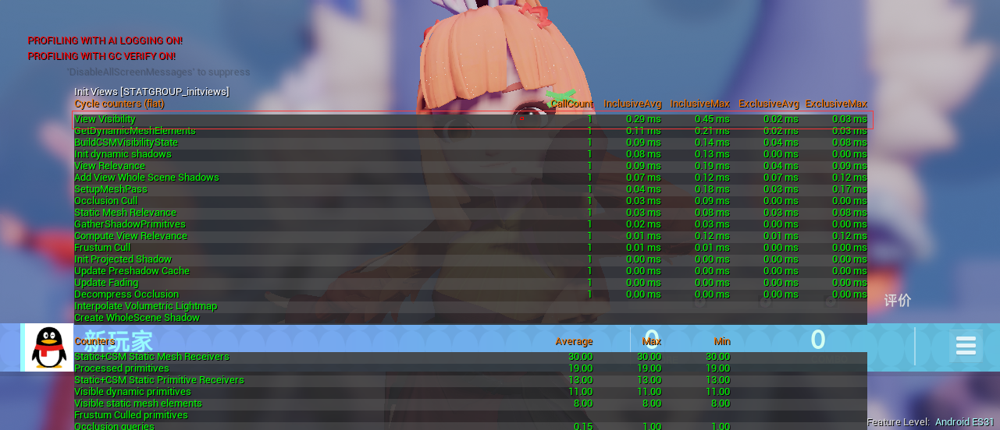 PROFILING WITH AI LOGGING ON!
PROFILING WITH GC VERIFY ON!
'DisableAllScreenMessages' to suppress
Init Views [STATGROUP_initviews]
Cycle counters (flat) CallCount InclusiveAvg InclusiveMax ExclusiveAvg ExclusiveMax
View Visibility 1 0.29 ms 0.45 ms 0.02 ms 0.03 ms
GetDynamicMeshElements 1 0.11 ms 0.21 ms 0.02 ms 0.03 ms
BuildCSMVisibilityState 1 0.09 ms 0.14 ms 0.04 ms 0.08 ms
Init dynamic shadows 1 0.08 ms 0.13 ms 0.00 ms 0.00 ms
View Relevance 1 0.09 ms 0.19 ms 0.04 ms 0.09 ms
Add View Whole Scene Shadows 1 0.07 ms 0.12 ms 0.07 ms 0.12 ms
SetupMeshPass 1 0.04 ms 0.18 ms 0.03 ms 0.17 ms
Occlusion Cull 1 0.03 ms 0.09 ms 0.00 ms 0.00 ms
Static Mesh Relevance 1 0.03 ms 0.08 ms 0.03 ms 0.08 ms
GatherShadowPrimitives 1 0.02 ms 0.03 ms 0.00 ms 0.00 ms
Compute View Relevance 1 0.01 ms 0.12 ms 0.01 ms 0.12 ms
Frustum Cull 1 0.01 ms 0.01 ms 0.00 ms 0.00 ms
Init Projected Shadow 1 0.00 ms 0.00 ms 0.00 ms 0.00 ms
Update Preshadow Cache 1 0.00 ms 0.00 ms 0.00 ms 0.00 ms
Update Fading 1 0.00 ms 0.00 ms 0.00 ms 0.00 ms
Decompress Occlusion 1 0.00 ms 0.00 ms 0.00 ms 0.00 ms
评价
Interpolate Volumetric Lightmap
Create WholeScene Shadow
新玩家 0 0
Counters Average Max Min
Static+CSM Static Mesh Receivers 30.00 30.00 30.00
Processed primitives 19.00 19.00 19.00
Static+CSM Static Primitive Receivers 13.00 13.00 13.00
Visible dynamic primitives 11.00 11.00 11.00
Visible static mesh elements 8.00 8.00 8.00
Frustum Culled primitives
Occlusion queries 0.15 1.00 1.00
Feature Level: Android ES31